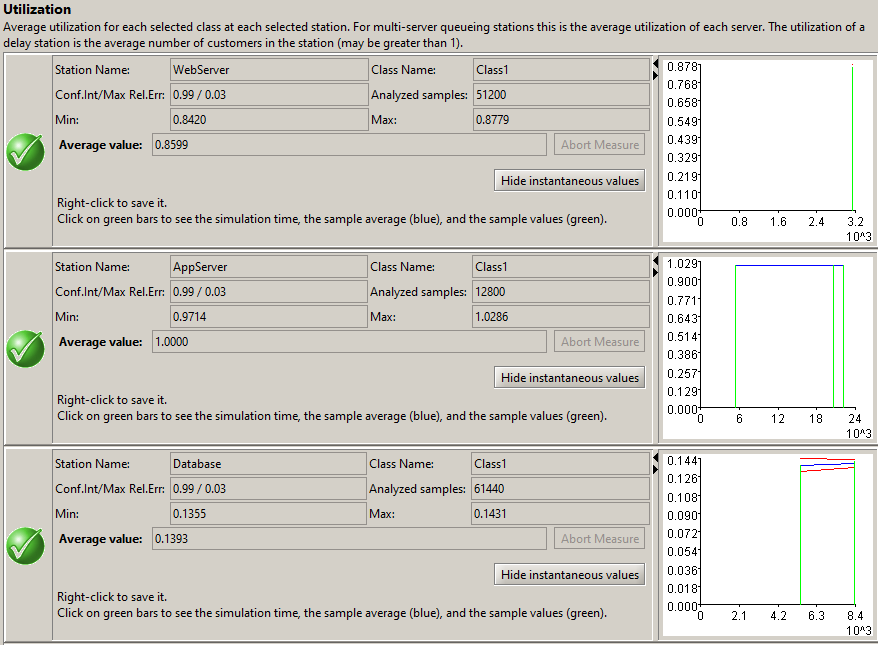 Utilization
Average utilization for each selected class at each selected station. For multi-server queueing stations this is the average utilization of each server. The utilization of a
delay station is the average number of customers in the station (may be greater than 1).
Station Name: WebServer Class Name: Class1
Conf.Int/Max Rel.Err: 0.99 / 0.03 Analyzed samples: 51200
Min: 0.8420 Max: 0.8779
Average value: 0.8599 Abort Measure
Hide instantaneous values
Right-click to save it.
Click on green bars to see the simulation time, the sample average (blue), and the sample values (green).
0.878
0.768
0.658
0.549
0.439
0.329
0.219
0.110
0.000
0 0.8 1.6 2.4 3.2
10^3
Station Name: AppServer Class Name: Class1
Conf.Int/Max Rel.Err: 0.99 / 0.03 Analyzed samples: 12800
Min: 0.9714 Max: 1.0286
Average value: 1.0000 Abort Measure
Hide instantaneous values
Right-click to save it.
Click on green bars to see the simulation time, the sample average (blue), and the sample values (green).
1.029
0.900
0.771
0.643
0.514
0.386
0.257
0.129
0.000
0 6 12 18 24
10^3
Station Name: Database Class Name: Class1
Conf.Int/Max Rel.Err: 0.99 / 0.03 Analyzed samples: 61440
Min: 0.1355 Max: 0.1431
Average value: 0.1393 Abort Measure
Hide instantaneous values
Right-click to save it.
Click on green bars to see the simulation time, the sample average (blue), and the sample values (green).
0.144
0.126
0.108
0.090
0.072
0.054
0.036
0.018
0.000
0 2.1 4.2 6.3 8.4
10^3